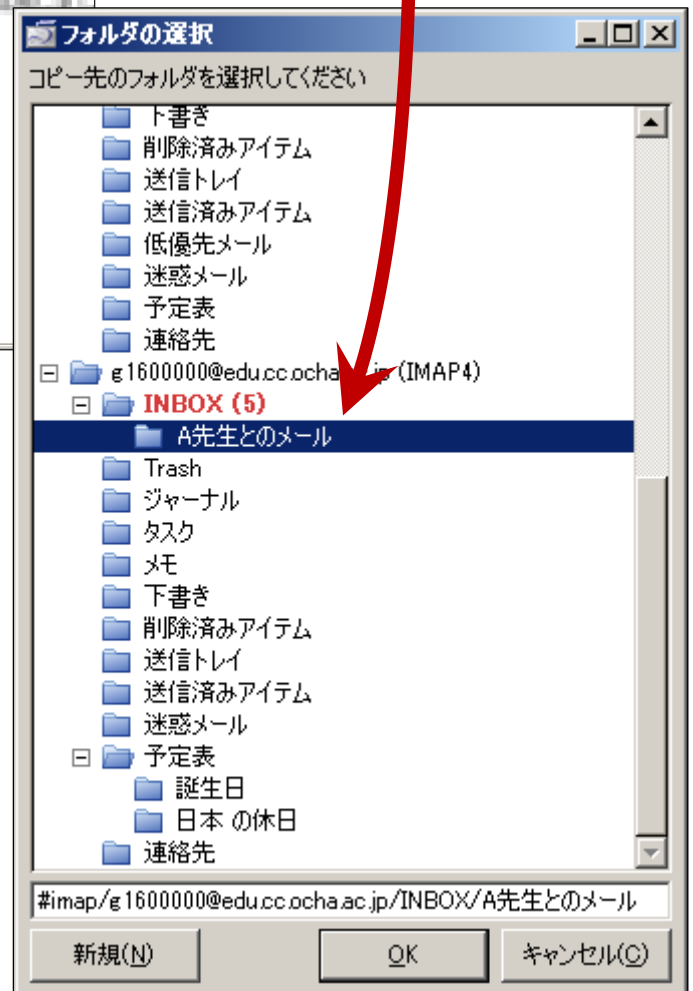 フォルダの選択
コピー先のフォルダを選択してください
下書き
削除済みアイテム
送信トレイ
送信済みアイテム
低優先メール
迷惑メール
予定表
連絡先
g1600000@edu.cc.ocha.ac.jp (IMAP4)
INBOX (5)
A先生とのメール
Trash
ジャーナル
タスク
メモ
下書き
削除済みアイテム
送信トレイ
送信済みアイテム
迷惑メール
予定表
誕生日
日本 の休日
連絡先
#imap/g1600000@edu.cc.ocha.ac.jp/INBOX/A先生とのメール
新規(N) OK キャンセル(C)